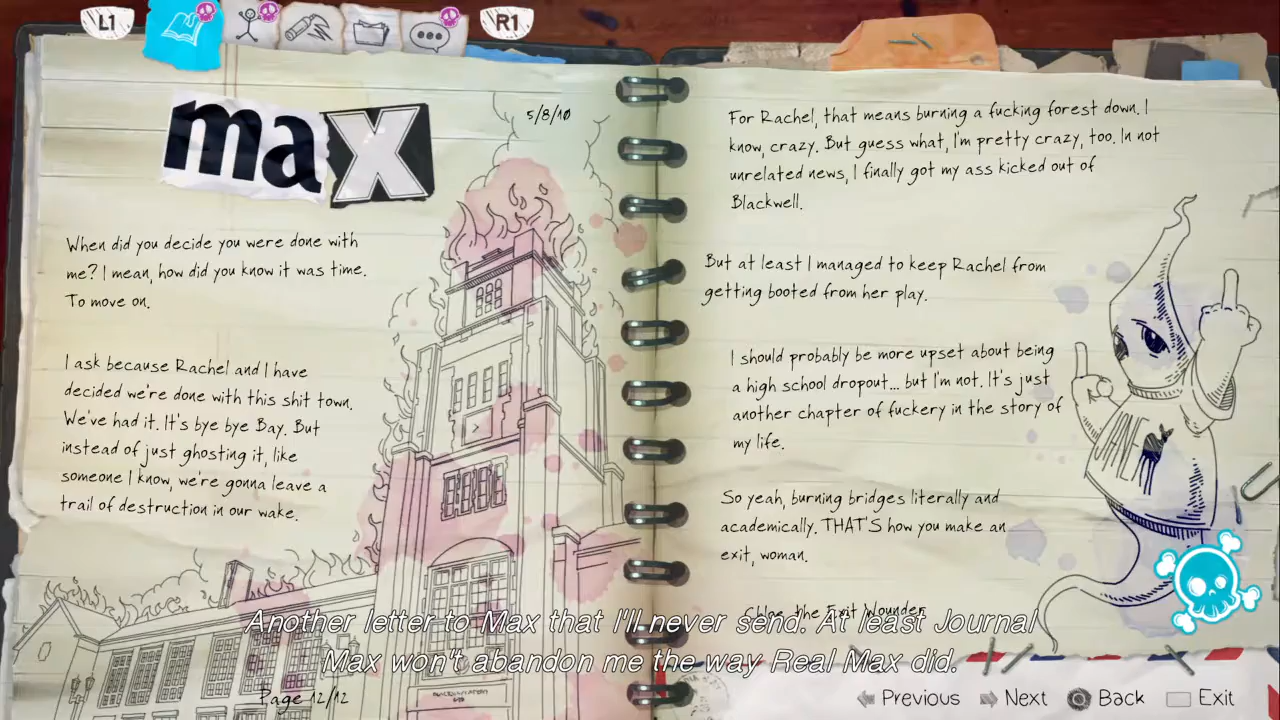 L1
R1
max
5/8/10
When did you decide you were done with
me? I mean, how did you know it was time.
To move on.
I ask because Rachel and I have
decided we're done with this shit town.
We've had it. It's bye bye Bay. But
instead of just ghosting it, like
someone I know, we're gonna leave a
trail of destruction in our wake.
For Rachel, that means burning a fucking forest down. I
know, crazy. But guess what, I'm pretty crazy, too. In not
unrelated news, I finally got my ass kicked out of
Blackwell.
But at least I managed to keep Rachel from
getting booted from her play.
I should probably be more upset about being
a high school dropout... but I'm not. It's just
another chapter of fuckery in the story of
my life.
So yeah, burning bridges literally and
academically. THAT'S how you make an
exit, woman.
Chloe the Exit Wounder
Another letter to Max that I'll never send. At least Journal
Max won't abandon me the way Real Max did.
Page 12/12
Previous
Next
Back
Exit